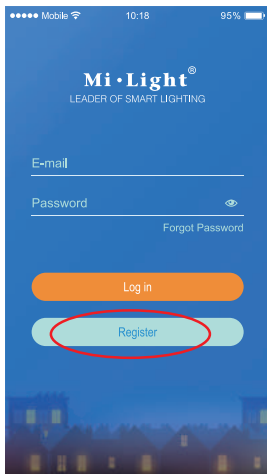 Mobile 10:18 95%
Mi·Light®
LEADER OF SMART LIGHTING
E-mail
Password
Forgot Password
Log in
Register